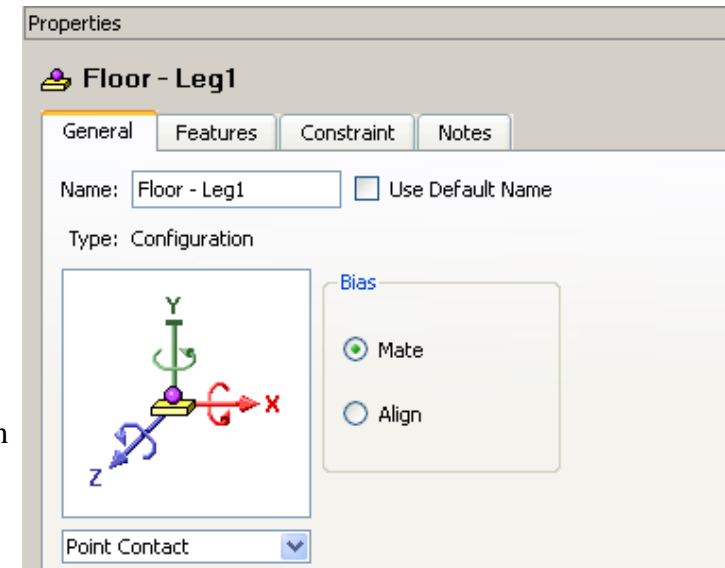 Properties
Floor - Leg1
General Features Constraint Notes
Name: Floor - Leg1 Use Default Name
Type: Configuration
Bias
Y
Mate
X
Align
n
Z
Point Contact